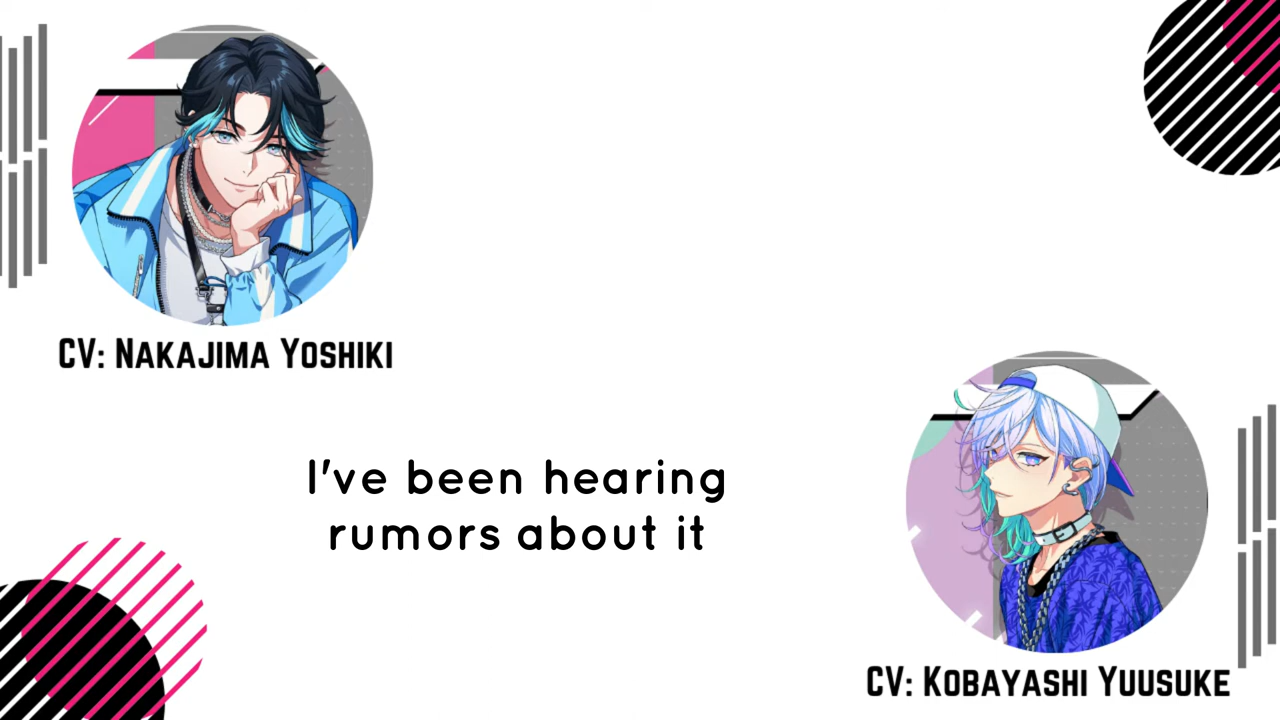 CV: NAKAJIMA YOSHIKI
I've been hearing
rumors about it
CV: KOBAYASHI YUUSUKE